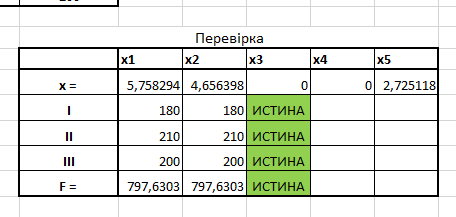 Перевірка
x1 x2 x3 x4 x5
x = 5,758294 4,656398 0 0 2,725118
I 180 180 ИСТИНА
II 210 210 ИСТИНА
III 200 200 ИСТИНА
F = 797,6303 797,6303 ИСТИНА